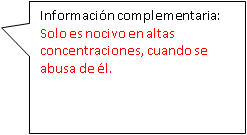 Información complementaria:
Solo es nocivo en altas
concentraciones, cuando se
abusa de él.